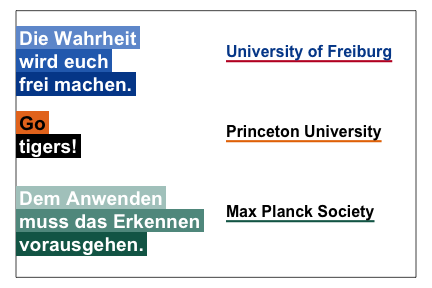 Die Wahrheit
wird euch
frei machen.
University of Freiburg
Go
tigers!
Princeton University
Dem Anwenden
muss das Erkennen
vorausgehen.
Max Planck Society